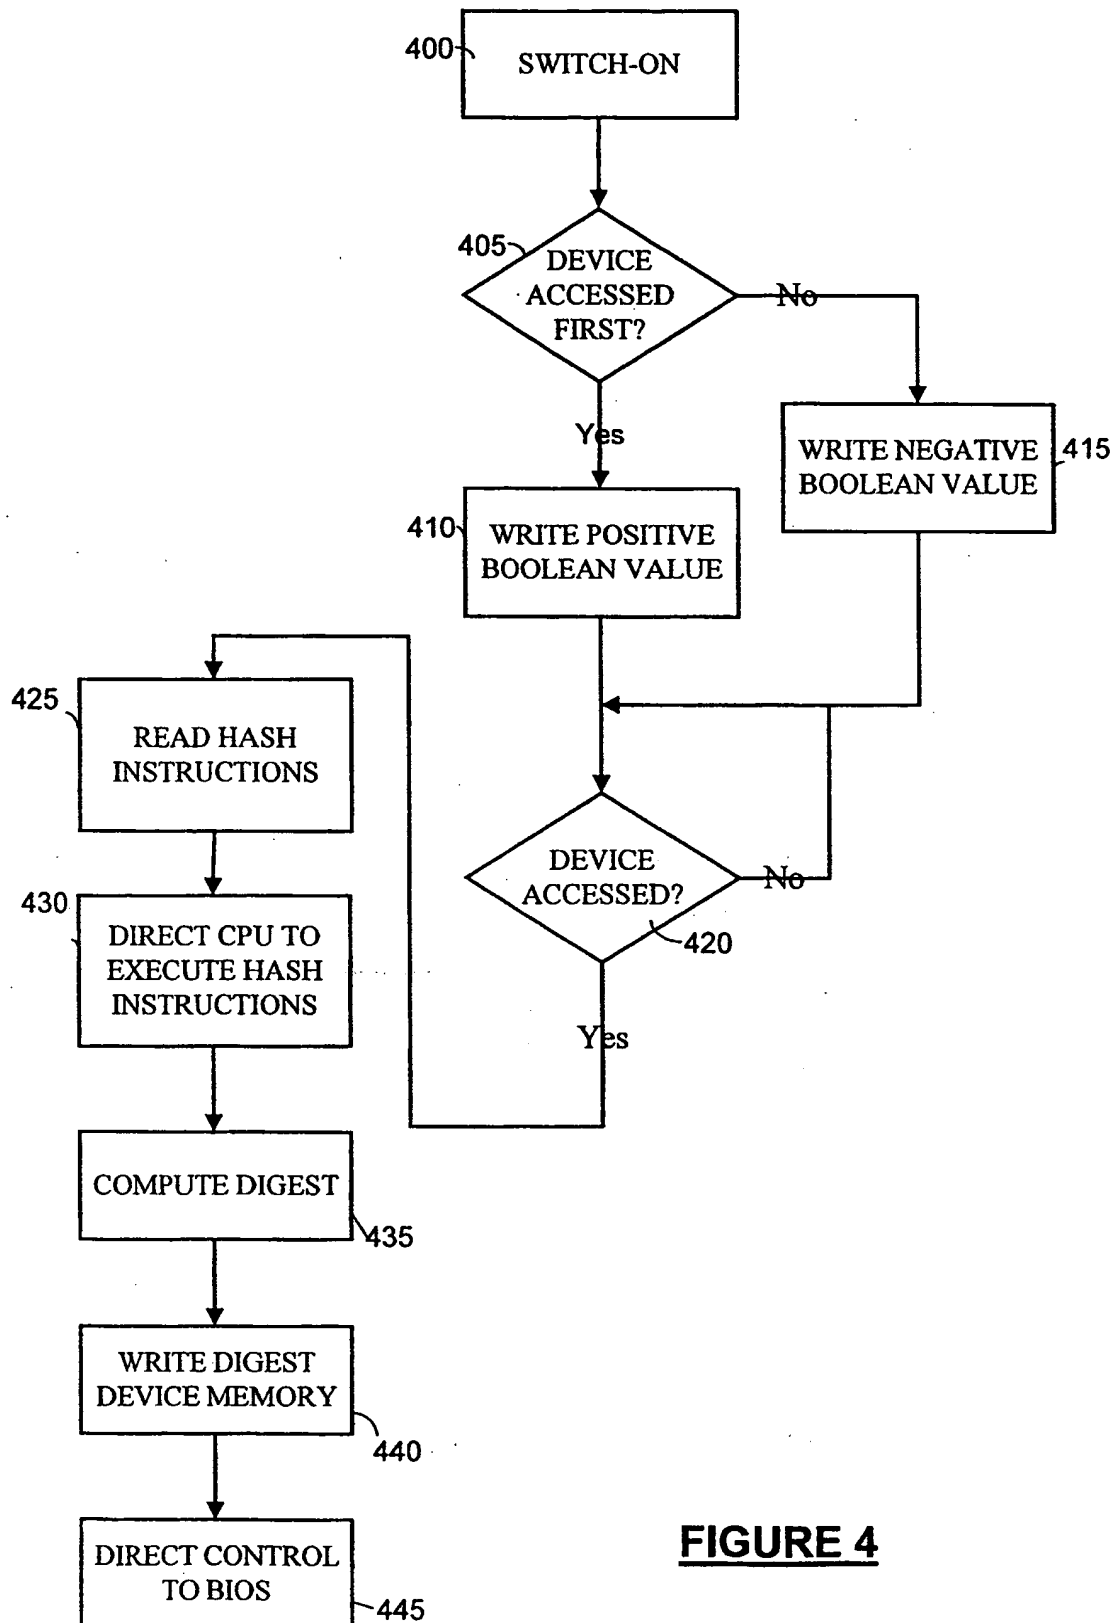 400
SWITCH-ON
405
DEVICE
ACCESSED
FIRST?
No
Yes
WRITE NEGATIVE
BOOLEAN VALUE
415
410
WRITE POSITIVE
BOOLEAN VALUE
425
READ HASH
INSTRUCTIONS
DEVICE
ACCESSED?
No
420
Yes
430
DIRECT CPU TO
EXECUTE HASH
INSTRUCTIONS
COMPUTE DIGEST
435
WRITE DIGEST
DEVICE MEMORY
440
DIRECT CONTROL
TO BIOS
445
FIGURE 4